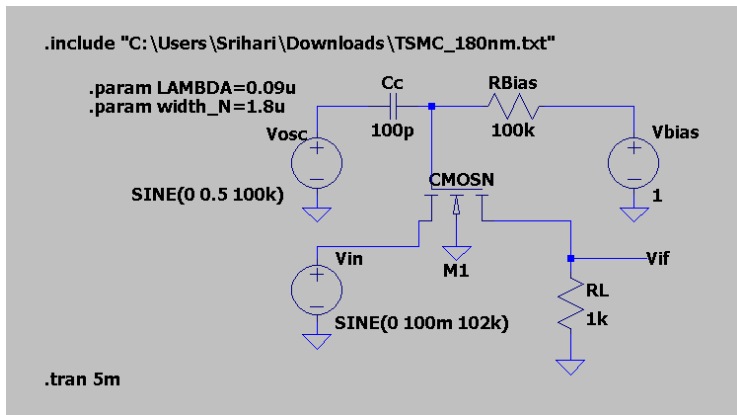 .include "C:\Users\Srihari\Downloads\TSMC_180nm.txt"
.param LAMBDA=0.09u
.param width_N=1.8u
Cc
RBias
100p
100k
Vosc
Vbias
SINE(0 0.5 100k)
1
CMOSN
M1
Vin
Vif
SINE(0 100m 102k)
RL
1k
.tran 5m